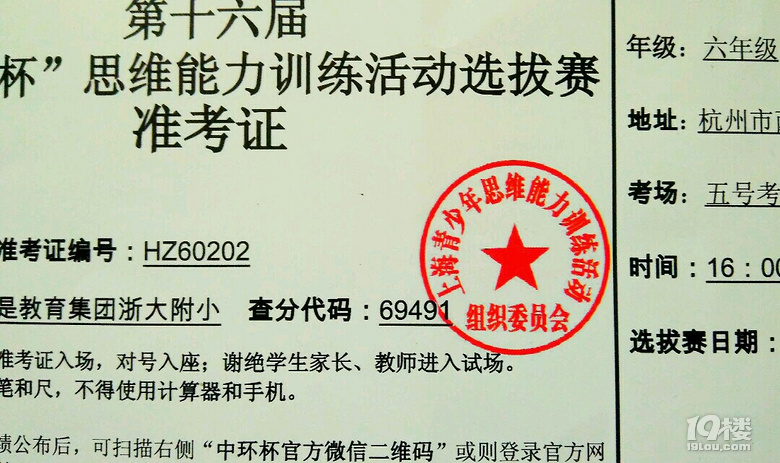 第十六届
杯”思维能力训练活动选拔赛
准考证
准考证编号：HZ60202
是教育集团浙大附小 查分代码：69491
准考证入场，对号入座；谢绝学生家长、教师进入试场。
笔和尺，不得使用计算器和手机。
绩公布后，可扫描右侧“中环杯官方微信二维码”或则登录官方网
上海青少年思维能力训练活动
组织委员会
年级：六年级
地址：杭州市
考场：五号考
时间：16：00
选拔赛日期：
19楼
19lou.com